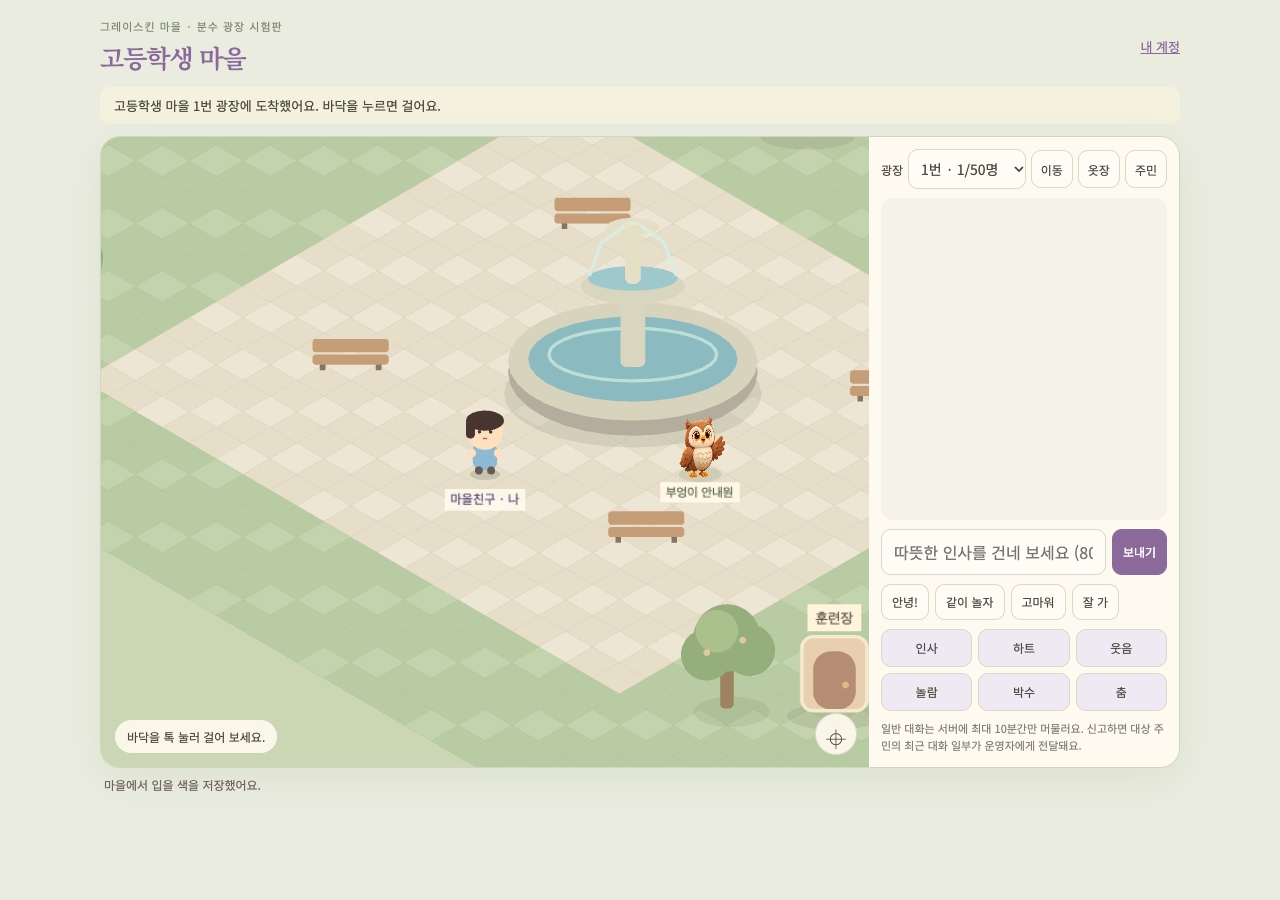 그레이스킨 마을 · 분수 광장 시험판
고등학생 마을
내 계정
고등학생 마을 1번 광장에 도착했어요. 바닥을 누르면 걸어요.
광장
1번 · 1/50명
이동
옷장
주민
마을친구 · 나
부엉이 안내원
훈련장
바닥을 톡 눌러 걸어 보세요.
따뜻한 인사를 건네 보세요 (80
보내기
안녕!
같이 놀자
고마워
잘 가
인사
하트
웃음
놀람
박수
춤
일반 대화는 서버에 최대 10분간만 머물러요. 신고하면 대상 주
민의 최근 대화 일부가 운영자에게 전달돼요.
마을에서 입을 색을 저장했어요.